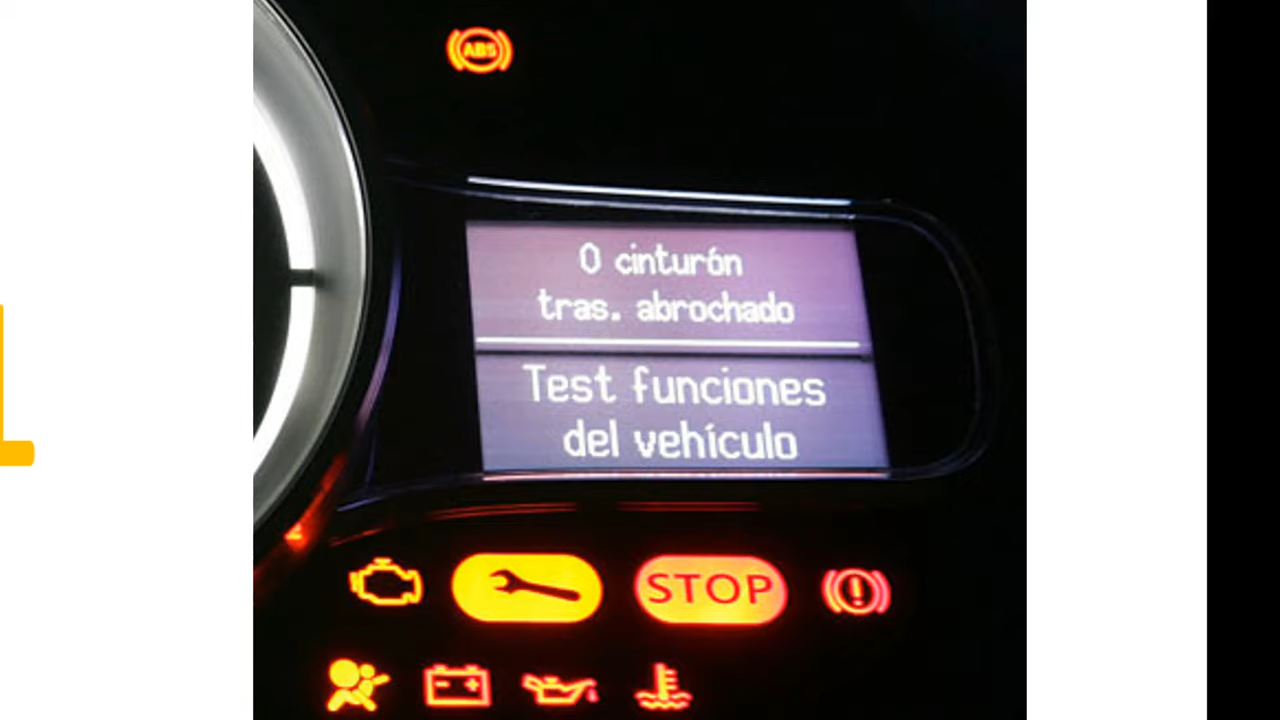 ABS
0 cinturón
tras. abrochado
Test funciones
del vehículo
STOP